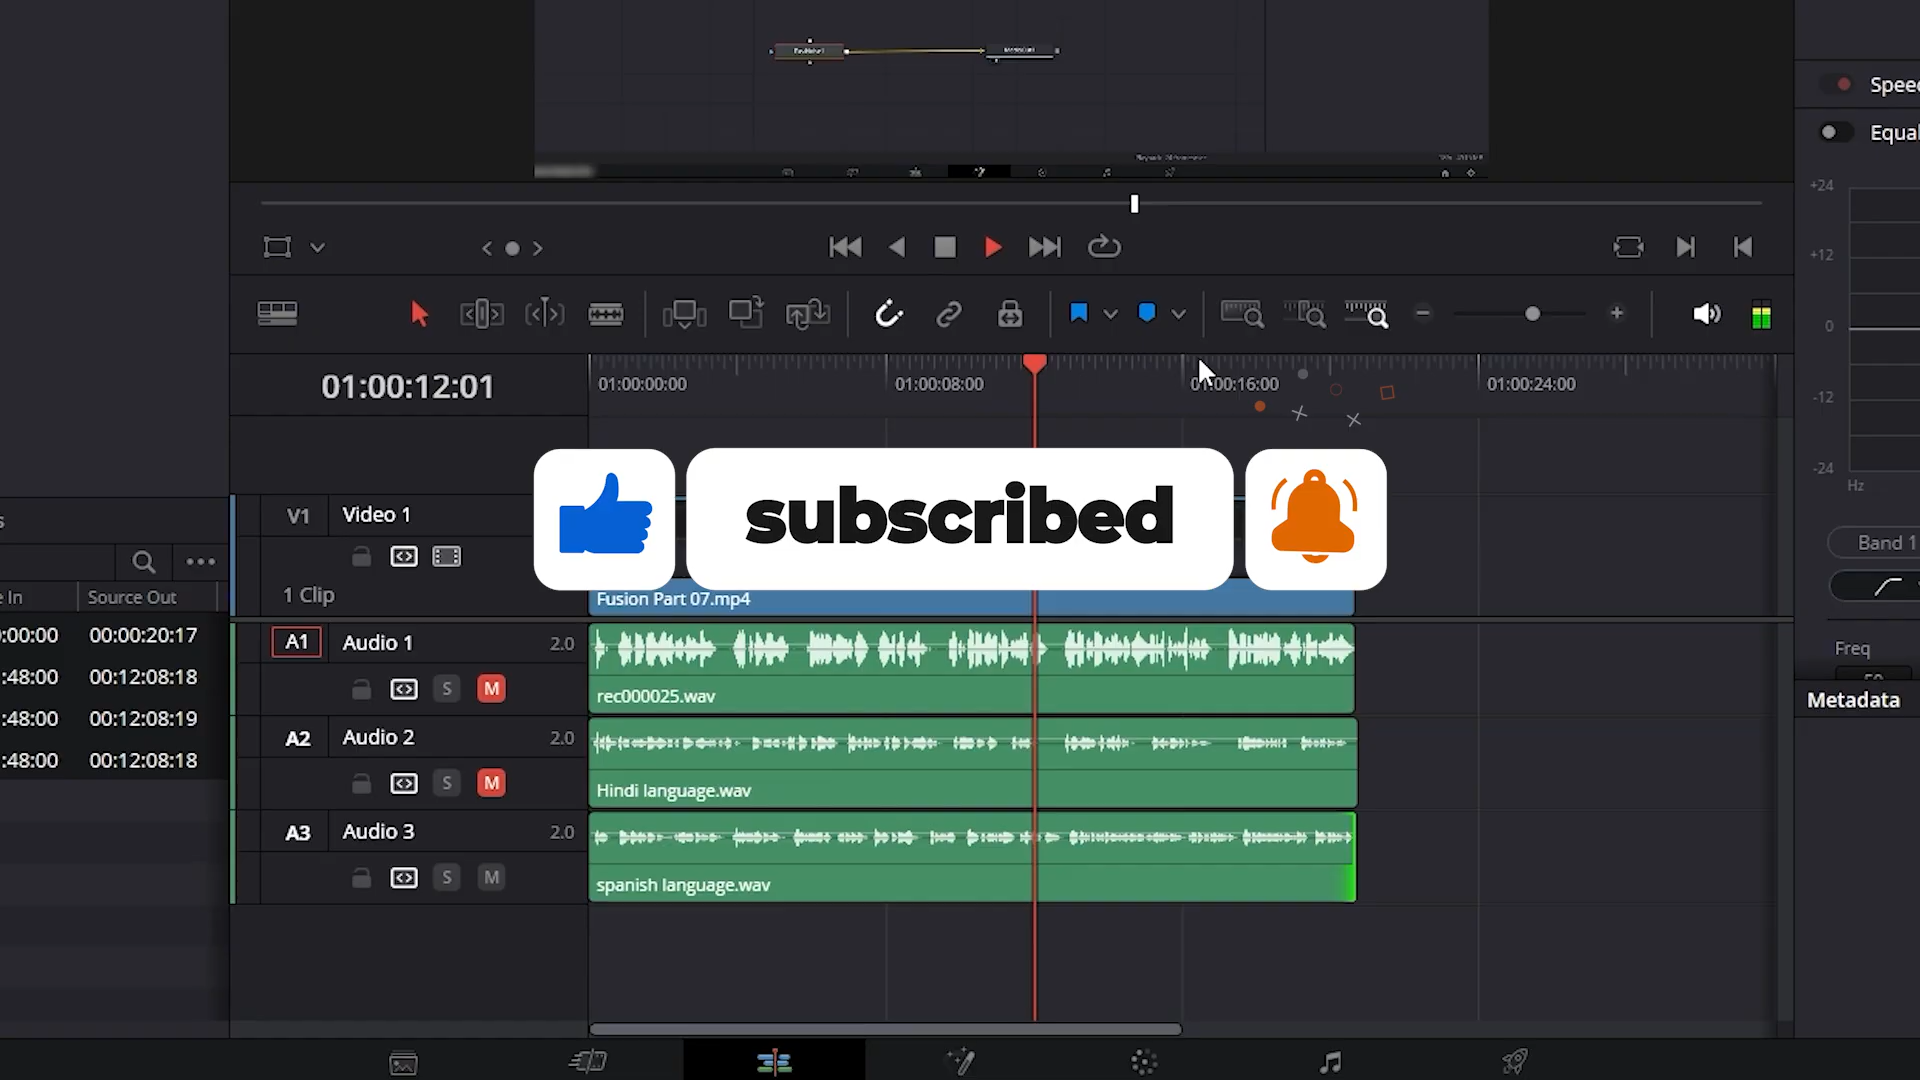 Speed
Equal
+24
+12
0
-12
-24
Hz
Band 1
Freq
Metadata
01:00:12:01
01:00:00:00
01:00:08:00
01:00:16:00
01:00:24:00
subscribed
V1 Video 1
1 Clip
Fusion Part 07.mp4
A1 Audio 1 2.0
S M
rec000025.wav
A2 Audio 2 2.0
S M
Hindi language.wav
A3 Audio 3 2.0
S M
spanish language.wav
s
e In Source Out
:00:00 00:00:20:17
:48:00 00:12:08:18
:48:00 00:12:08:19
:48:00 00:12:08:18